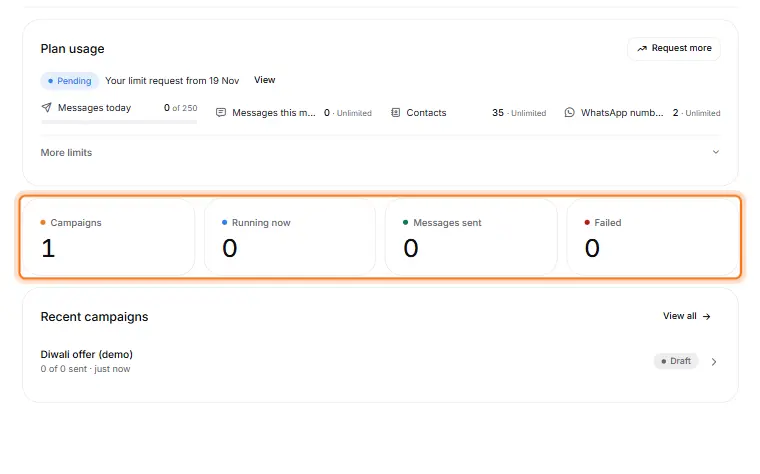 Plan usage
Request more
Pending Your limit request from 19 Nov View
Messages today 0 of 250
Messages this m... 0 · Unlimited
Contacts 35 · Unlimited
WhatsApp numb... 2 · Unlimited
More limits
Campaigns
1
Running now
0
Messages sent
0
Failed
0
Recent campaigns
View all →
Diwali offer (demo)
0 of 0 sent · just now
Draft